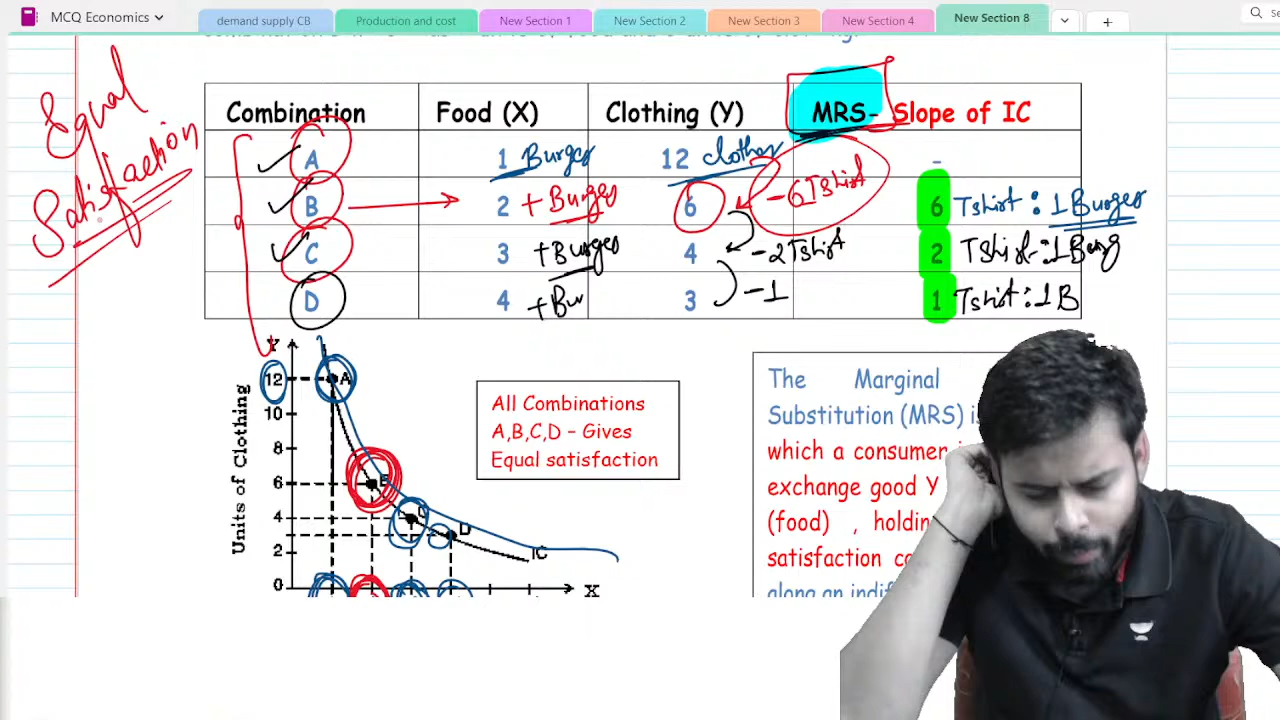 MCQ Economics
demand supply CB
Production and cost
New Section 1
New Section 2
New Section 3
New Section 4
New Section 8
Equal
Satisfaction
Combination Food (X) Clothing (Y) MRS- Slope of IC
A 1 Burger 12 clothes -
B 2 + Burger 6 -6 Tshirt 6 Tshirt : 1 Burger
C 3 + Burger 4 -2 Tshirt 2 Tshirt : 1 Burg
D 4 + Bu 3 -1 1 Tshirt : 1 B
Y
12
10
8
6
4
2
0
Units of Clothing
A
C
D
IC
X
All Combinations
A,B,C,D – Gives
Equal satisfaction
The Marginal
Substitution (MRS)
which a consumer
exchange good Y
(food) ,
satisfaction
along an